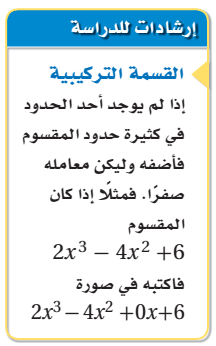 إرشادات للدراسة
القسمة التركيبية
إذا لم يوجد أحد الحدود
في كثيرة حدود المقسوم
فأضفه وليكن معامله
صفرًا. فمثلًا إذا كان
المقسوم
2x³ − 4x² +6
فاكتبه في صورة
2x³ − 4x² +0x+6